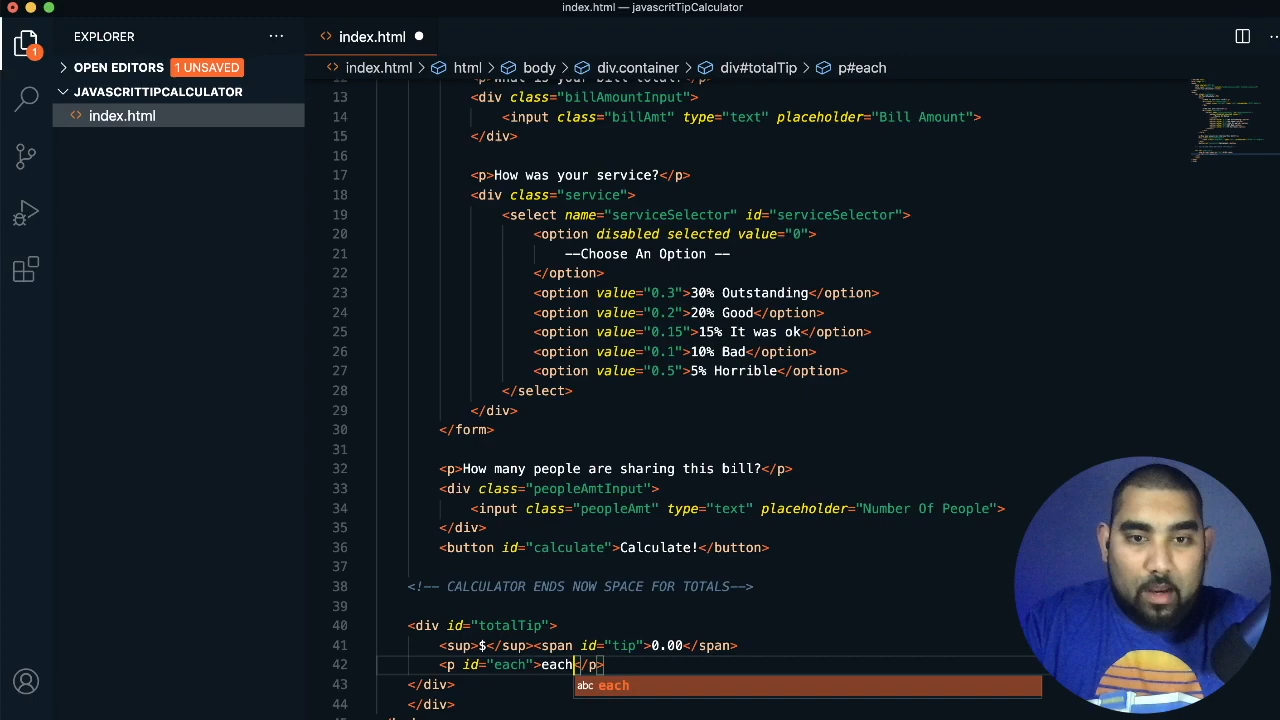 index.html — javascritTipCalculator
EXPLORER
OPEN EDITORS 1 UNSAVED
JAVASCRITTIPCALCULATOR
index.html
1
index.html
index.html > html > body > div.container > div#totalTip > p#each
12 <p>What is your bill total?</p>
13 <div class="billAmountInput">
14 <input class="billAmt" type="text" placeholder="Bill Amount">
15 </div>
16
17 <p>How was your service?</p>
18 <div class="service">
19 <select name="serviceSelector" id="serviceSelector">
20 <option disabled selected value="0">
21 --Choose An Option --
22 </option>
23 <option value="0.3">30% Outstanding</option>
24 <option value="0.2">20% Good</option>
25 <option value="0.15">15% It was ok</option>
26 <option value="0.1">10% Bad</option>
27 <option value="0.5">5% Horrible</option>
28 </select>
29 </div>
30 </form>
31
32 <p>How many people are sharing this bill?</p>
33 <div class="peopleAmtInput">
34 <input class="peopleAmt" type="text" placeholder="Number Of People">
35 </div>
36 <button id="calculate">Calculate!</button>
37
38 <!-- CALCULATOR ENDS NOW SPACE FOR TOTALS-->
39
40 <div id="totalTip">
41 <sup>$</sup><span id="tip">0.00</span>
42 <p id="each">each</p>
abc each
43 </div>
44 </div>